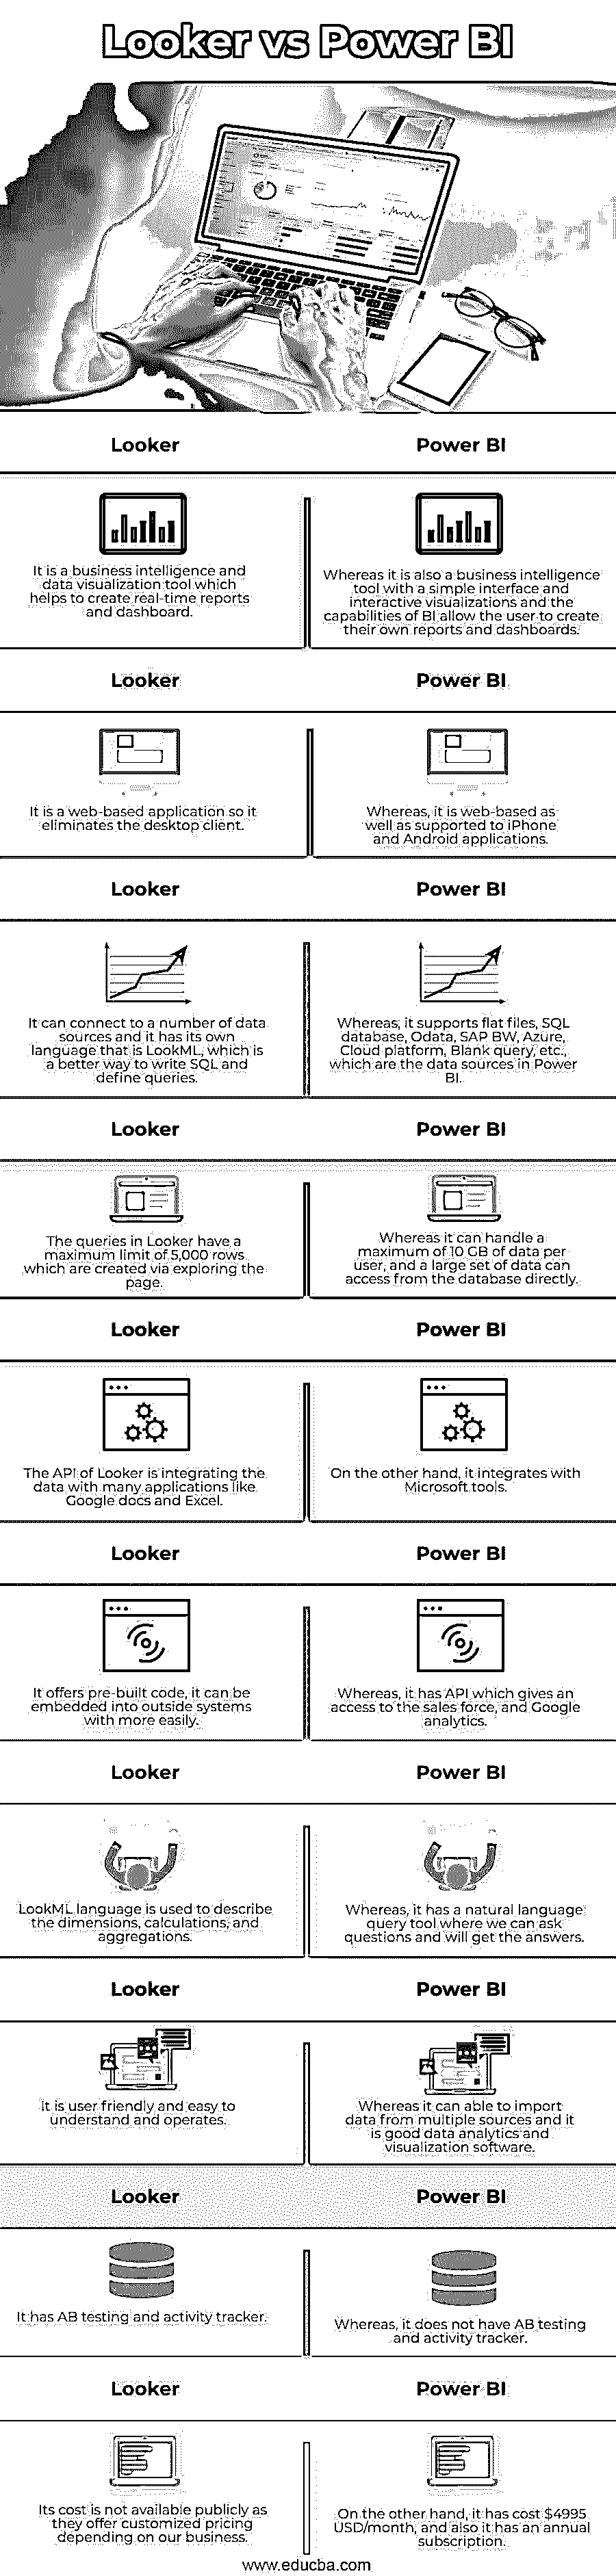 Looker vs Power BI
Looker
Power BI
It is a business intelligence and
data visualization tool which
helps to create real-time reports
and dashboard.
Whereas it is also a business intelligence
tool with a simple interface and
interactive visualizations and the
capabilities of BI allow the user to create
their own reports and dashboards.
Looker
Power BI
It is a web-based application so it
eliminates the desktop client.
Whereas, it is web-based as
well as supported to iPhone
and Android applications.
Looker
Power BI
It can connect to a number of data
sources and it has its own
language that is LookML, which is
a better way to write SQL and
define queries.
Whereas, it supports flat files, SQL
database, Odata, SAP BW, Azure,
Cloud platform, Blank query, etc.,
which are the data sources in Power
BI.
Looker
Power BI
The queries in Looker have a
maximum limit of 5,000 rows
which are created via exploring the
page.
Whereas it can handle a
maximum of 10 GB of data per
user, and a large set of data can
access from the database directly.
Looker
Power BI
The API of Looker is integrating the
data with many applications like
Google docs and Excel.
On the other hand, it integrates with
Microsoft tools.
Looker
Power BI
It offers pre-built code, it can be
embedded into outside systems
with more easily.
Whereas, it has API which gives an
access to the sales force, and Google
analytics.
Looker
Power BI
LookML language is used to describe
the dimensions, calculations, and
aggregations.
Whereas, it has a natural language
query tool where we can ask
questions and will get the answers.
Looker
Power BI
it is user friendly and easy to
understand and operates.
Whereas it can able to import
data from multiple sources and it
is good data analytics and
visualization software.
Looker
Power BI
It has AB testing and activity tracker.
Whereas, it does not have AB testing
and activity tracker.
Looker
Power BI
Its cost is not available publicly as
they offer customized pricing
depending on our business.
On the other hand, it has cost $4995
USD/month, and also it has an annual
subscription.
www.educba.com